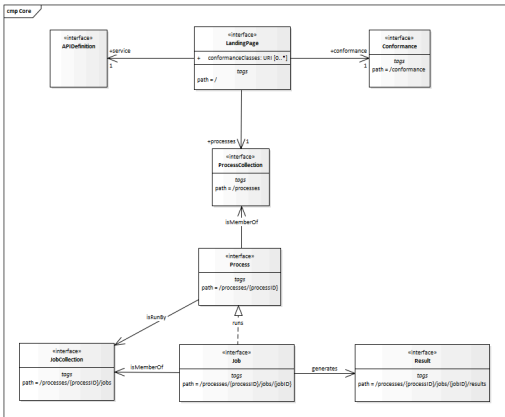 cmp Core
«interface»
APIDefinition
+service
1
«interface»
LandingPage
+ conformanceClasses: URI [0..*]
tags
path = /
+conformance
1
«interface»
Conformance
tags
path = /conformance
+processes
1
«interface»
ProcessCollection
tags
path = /processes
isMemberOf
«interface»
Process
tags
path = /processes/{processID}
isRunBy
runs
«interface»
JobCollection
tags
path = /processes/{processID}/jobs
isMemberOf
«interface»
Job
tags
path = /processes/{processID}/jobs/{jobID}
generates
«interface»
Result
tags
path = /processes/{processID}/jobs/{jobID}/results